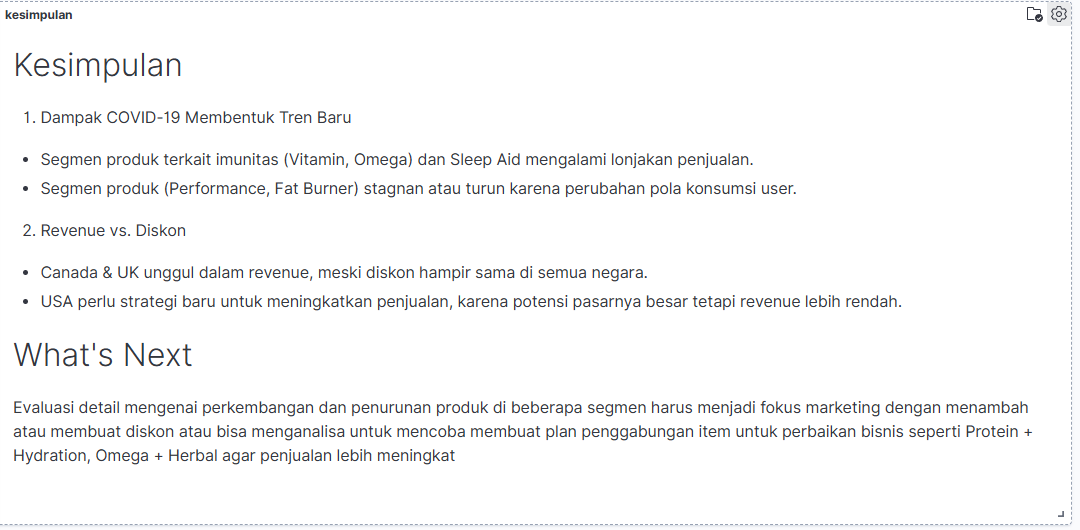 kesimpulan
Kesimpulan
1. Dampak COVID-19 Membentuk Tren Baru
• Segmen produk terkait imunitas (Vitamin, Omega) dan Sleep Aid mengalami lonjakan penjualan.
• Segmen produk (Performance, Fat Burner) stagnan atau turun karena perubahan pola konsumsi user.
2. Revenue vs. Diskon
• Canada & UK unggul dalam revenue, meski diskon hampir sama di semua negara.
• USA perlu strategi baru untuk meningkatkan penjualan, karena potensi pasarnya besar tetapi revenue lebih rendah.
What's Next
Evaluasi detail mengenai perkembangan dan penurunan produk di beberapa segmen harus menjadi fokus marketing dengan menambah
atau membuat diskon atau bisa menganalisa untuk mencoba membuat plan penggabungan item untuk perbaikan bisnis seperti Protein +
Hydration, Omega + Herbal agar penjualan lebih meningkat